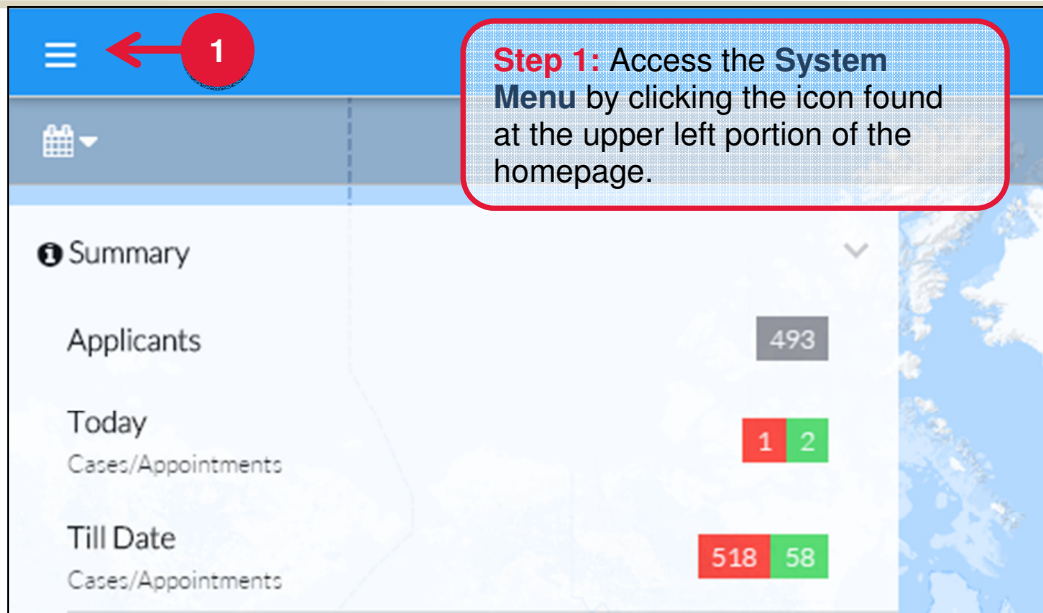 1
Step 1: Access the System
Menu by clicking the icon found
at the upper left portion of the
homepage.
Summary
Applicants 493
Today
1 2
Cases/Appointments
Till Date
518 58
Cases/Appointments